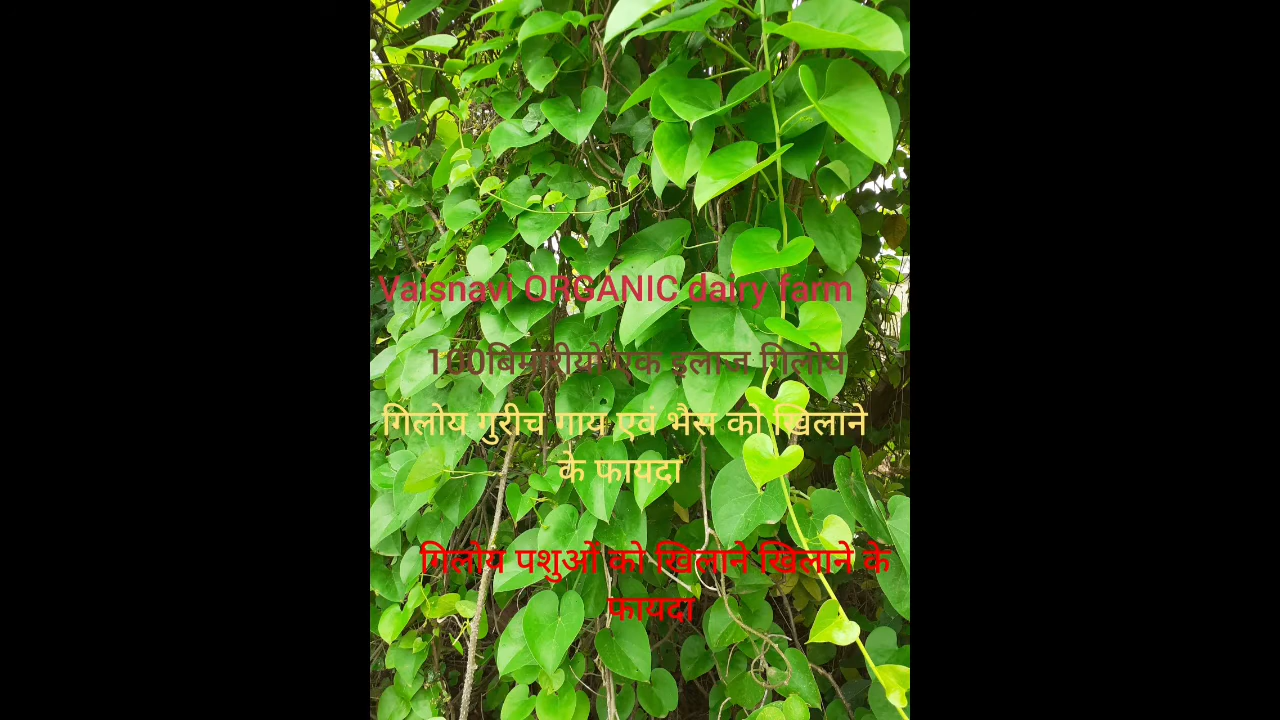 Vaisnavi ORGANIC dairy farm
100बिमारीयो एक इलाज गिलोय
गिलोय गुरीच गाय एवं भैस को खिलाने
के फायदा
गिलोय पशुओं को खिलाने खिलाने के
फायदा